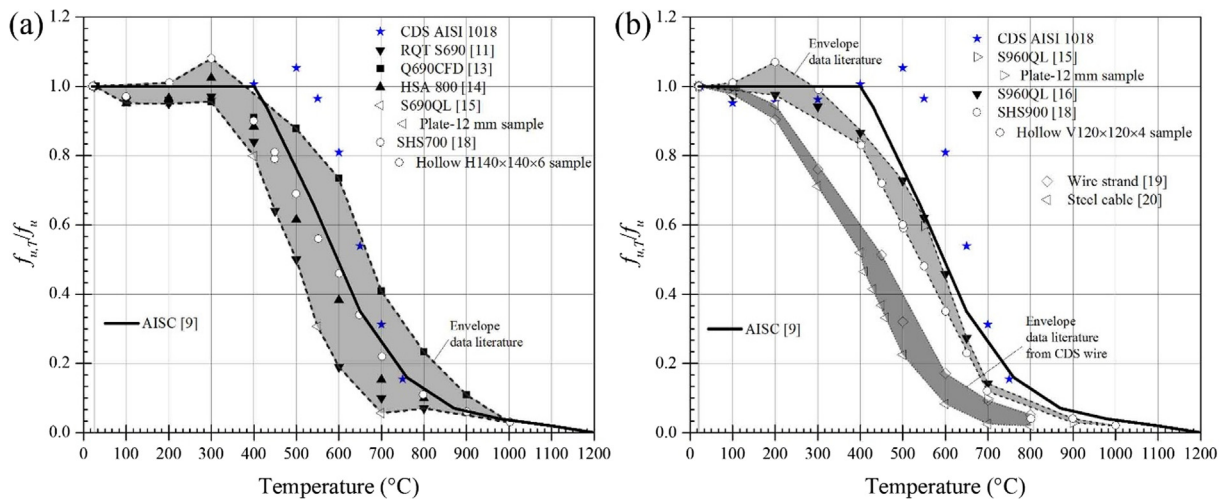 (a)
1.2
1.0
0.8
0.6
0.4
0.2
0.0
f_{u,T}/f_u
CDS AISI 1018
RQT S690 [11]
Q690CFD [13]
HSA 800 [14]
S690QL [15]
Plate-12 mm sample
SHS700 [18]
Hollow H140×140×6 sample
AISC [9]
Envelope
data literature
0 100 200 300 400 500 600 700 800 900 1000 1100 1200
Temperature (°C)
(b)
1.2
1.0
0.8
0.6
0.4
0.2
0.0
f_{u,T}/f_u
Envelope
data literature
CDS AISI 1018
S960QL [15]
Plate-12 mm sample
S960QL [16]
SHS900 [18]
Hollow V120×120×4 sample
Wire strand [19]
Steel cable [20]
AISC [9]
Envelope
data literature
from CDS wire
0 100 200 300 400 500 600 700 800 900 1000 1100 1200
Temperature (°C)